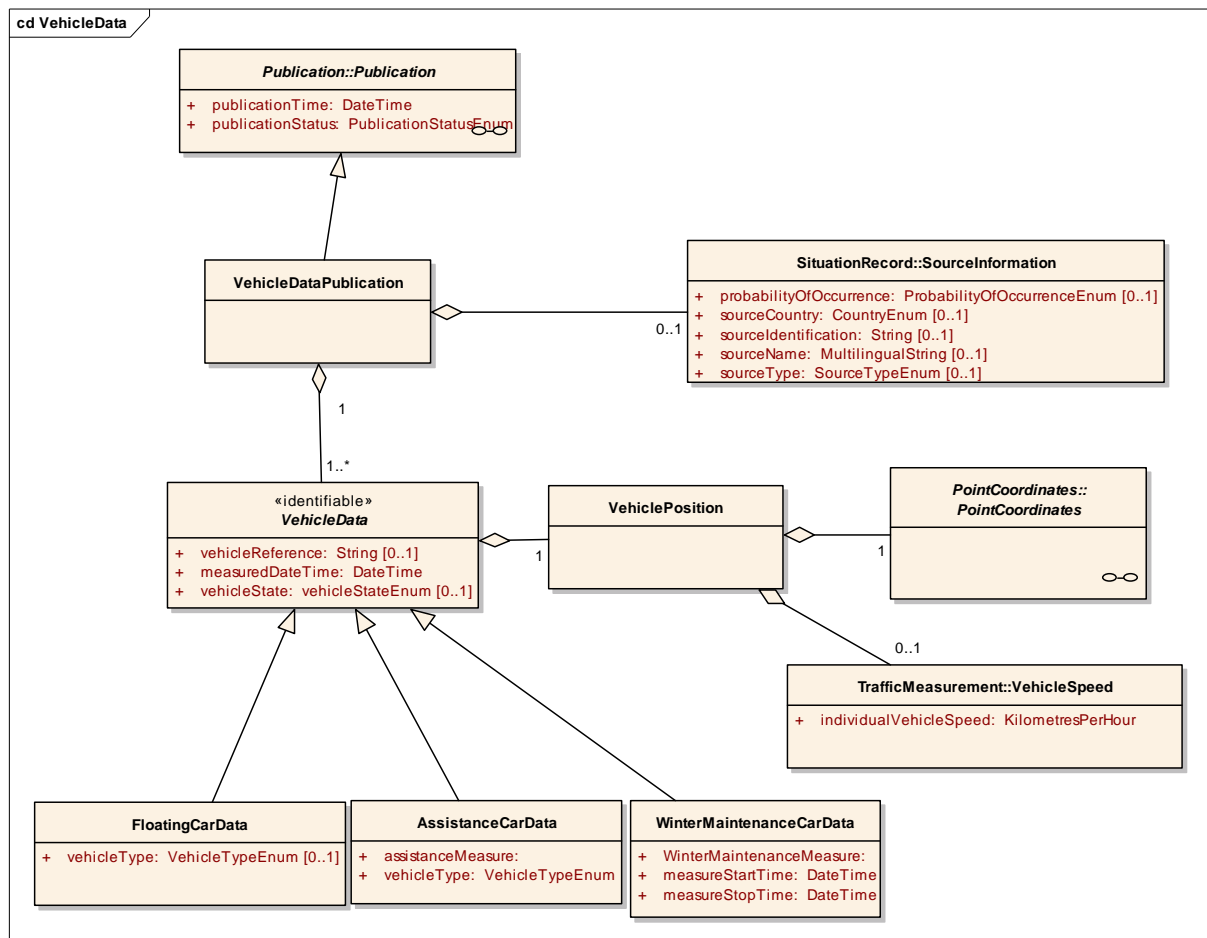 cd VehicleData
Publication::Publication
+ publicationTime: DateTime
+ publicationStatus: PublicationStatusEnum
VehicleDataPublication
SituationRecord::SourceInformation
+ probabilityOfOccurrence: ProbabilityOfOccurrenceEnum [0..1]
+ sourceCountry: CountryEnum [0..1]
+ sourceIdentification: String [0..1]
+ sourceName: MultilingualString [0..1]
+ sourceType: SourceTypeEnum [0..1]
0..1
1
1..*
«identifiable»
VehicleData
+ vehicleReference: String [0..1]
+ measuredDateTime: DateTime
+ vehicleState: vehicleStateEnum [0..1]
1
VehiclePosition
1
PointCoordinates::
PointCoordinates
0..1
TrafficMeasurement::VehicleSpeed
+ individualVehicleSpeed: KilometresPerHour
FloatingCarData
+ vehicleType: VehicleTypeEnum [0..1]
AssistanceCarData
+ assistanceMeasure:
+ vehicleType: VehicleTypeEnum
WinterMaintenanceCarData
+ WinterMaintenanceMeasure:
+ measureStartTime: DateTime
+ measureStopTime: DateTime